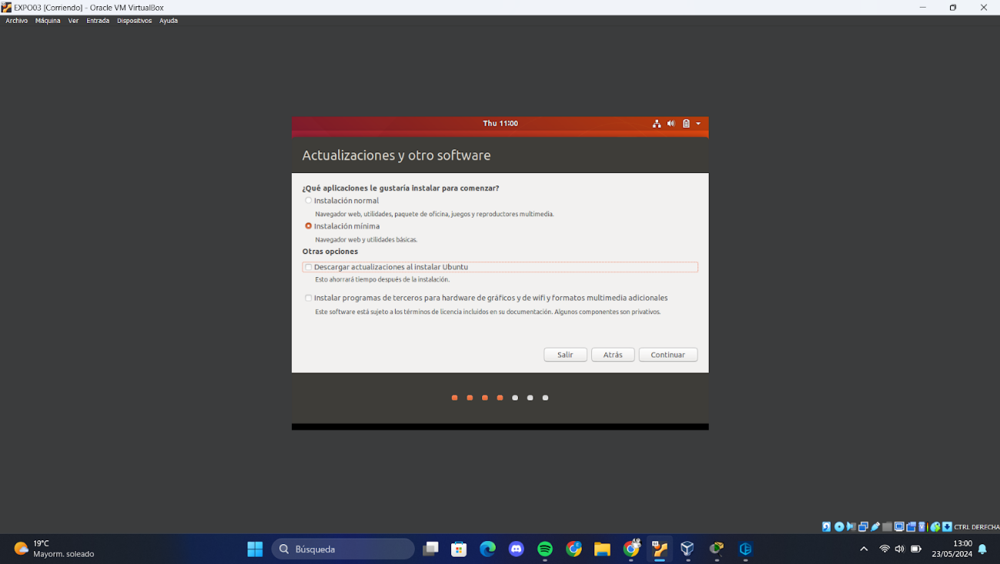 EXPO03 [Corriendo] - Oracle VM VirtualBox
Archivo Máquina Ver Entrada Dispositivos Ayuda
Thu 11:00
Actualizaciones y otro software
¿Qué aplicaciones le gustaría instalar para comenzar?
Instalación normal
Navegador web, utilidades, paquete de oficina, juegos y reproductores multimedia.
Instalación mínima
Navegador web y utilidades básicas.
Otras opciones
Descargar actualizaciones al instalar Ubuntu
Esto ahorrará tiempo después de la instalación.
Instalar programas de terceros para hardware de gráficos y de wifi y formatos multimedia adicionales
Este software está sujeto a los términos de licencia incluidos en su documentación. Algunos componentes son privativos.
Salir Atrás Continuar
CTRL DERECHA
19°C
Mayorm. soleado
Búsqueda
13:00
23/05/2024